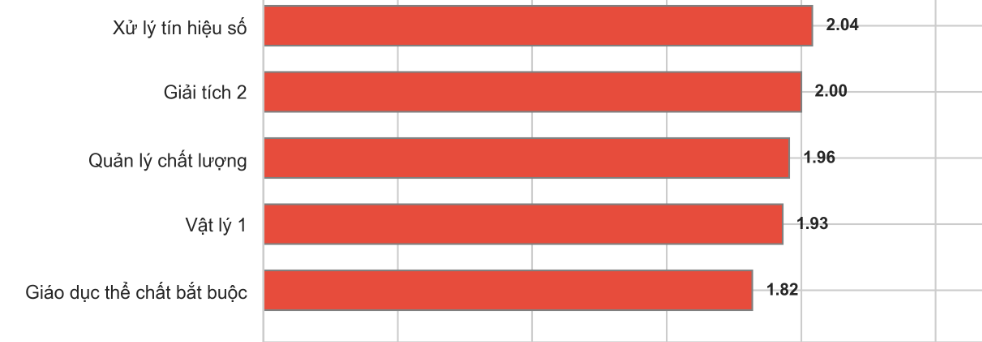 Xử lý tín hiệu số 2.04
Giải tích 2 2.00
Quản lý chất lượng 1.96
Vật lý 1 1.93
Giáo dục thể chất bắt buộc 1.82